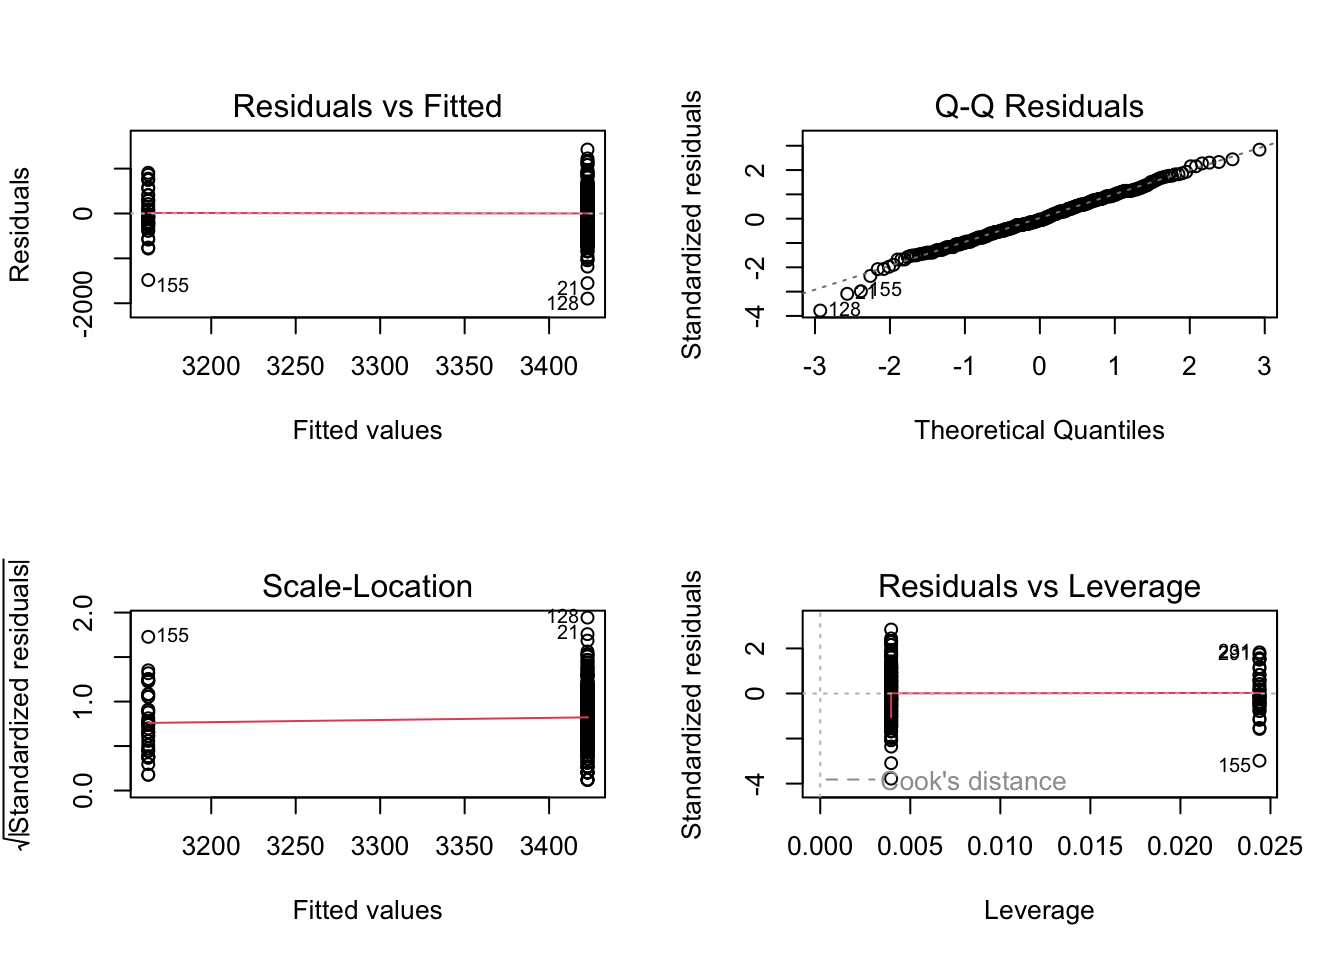 Residuals vs Fitted
Residuals
0
-2000
155
21
128
3200 3250 3300 3350 3400
Fitted values
Q-Q Residuals
Standardized residuals
2
0
-2
-4
155
21
128
-3 -2 -1 0 1 2 3
Theoretical Quantiles
Scale-Location
√|Standardized residuals|
2.0
1.0
0.0
128
21
155
3200 3250 3300 3350 3400
Fitted values
Residuals vs Leverage
Standardized residuals
2
0
-2
-4
155
Cook's distance
0.000 0.005 0.010 0.015 0.020 0.025
Leverage